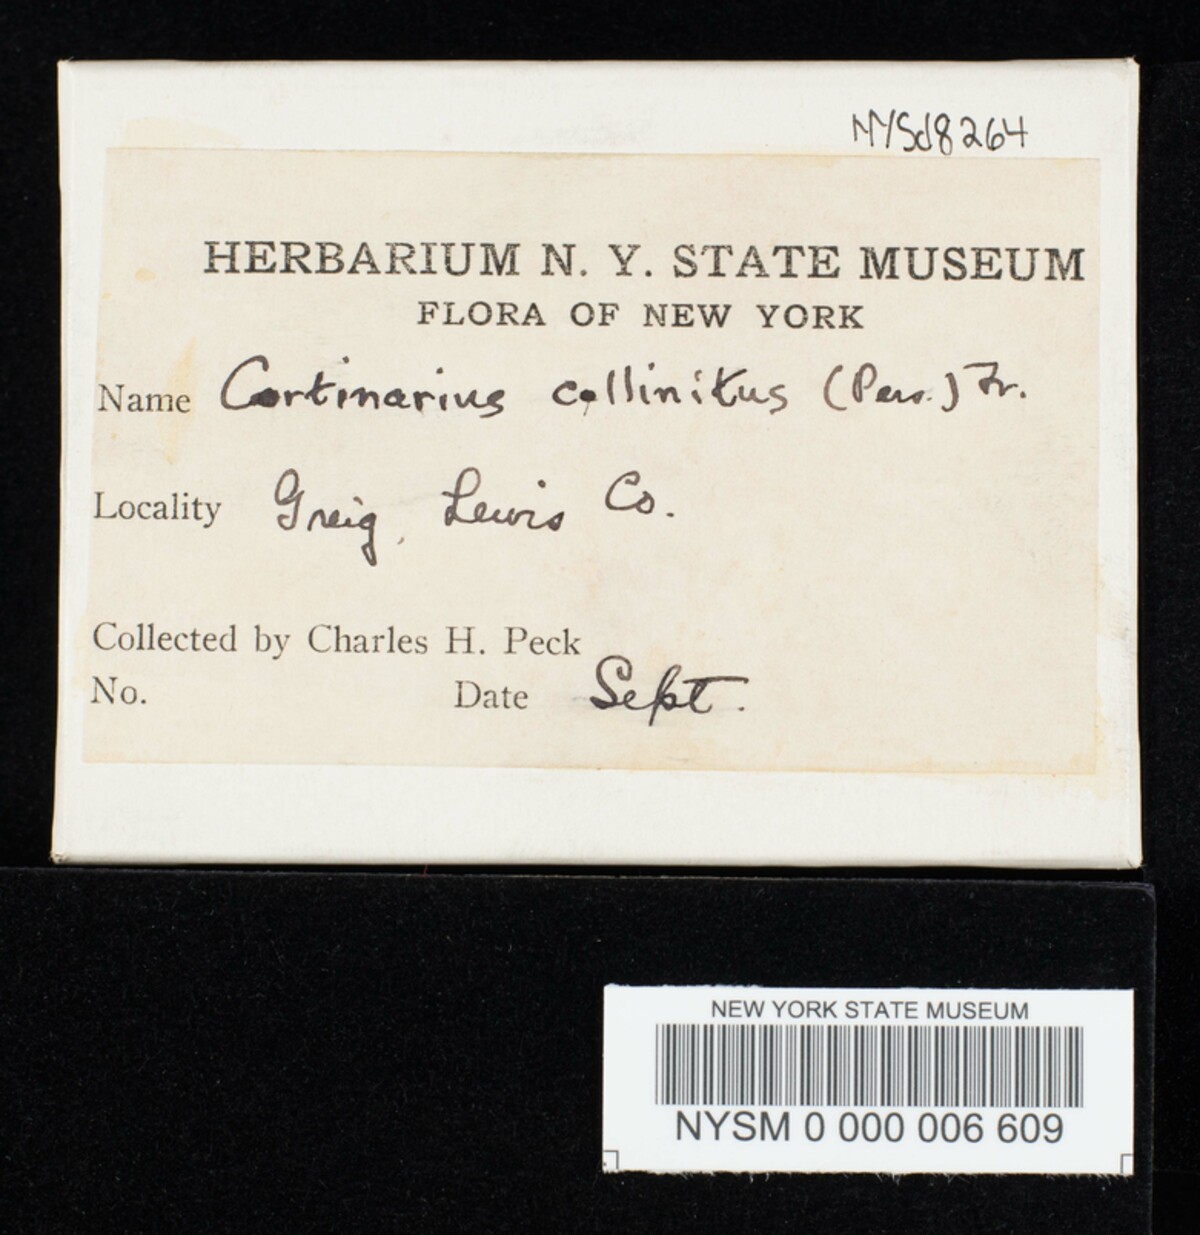 NYSd8264
HERBARIUM N. Y. STATE MUSEUM
FLORA OF NEW YORK
Name Cortinarius collinitus (Pers.) Fr.
Locality Greig, Lewis Co.
Collected by Charles H. Peck
No. Date Sept.
NEW YORK STATE MUSEUM
NYSM 0 000 006 609